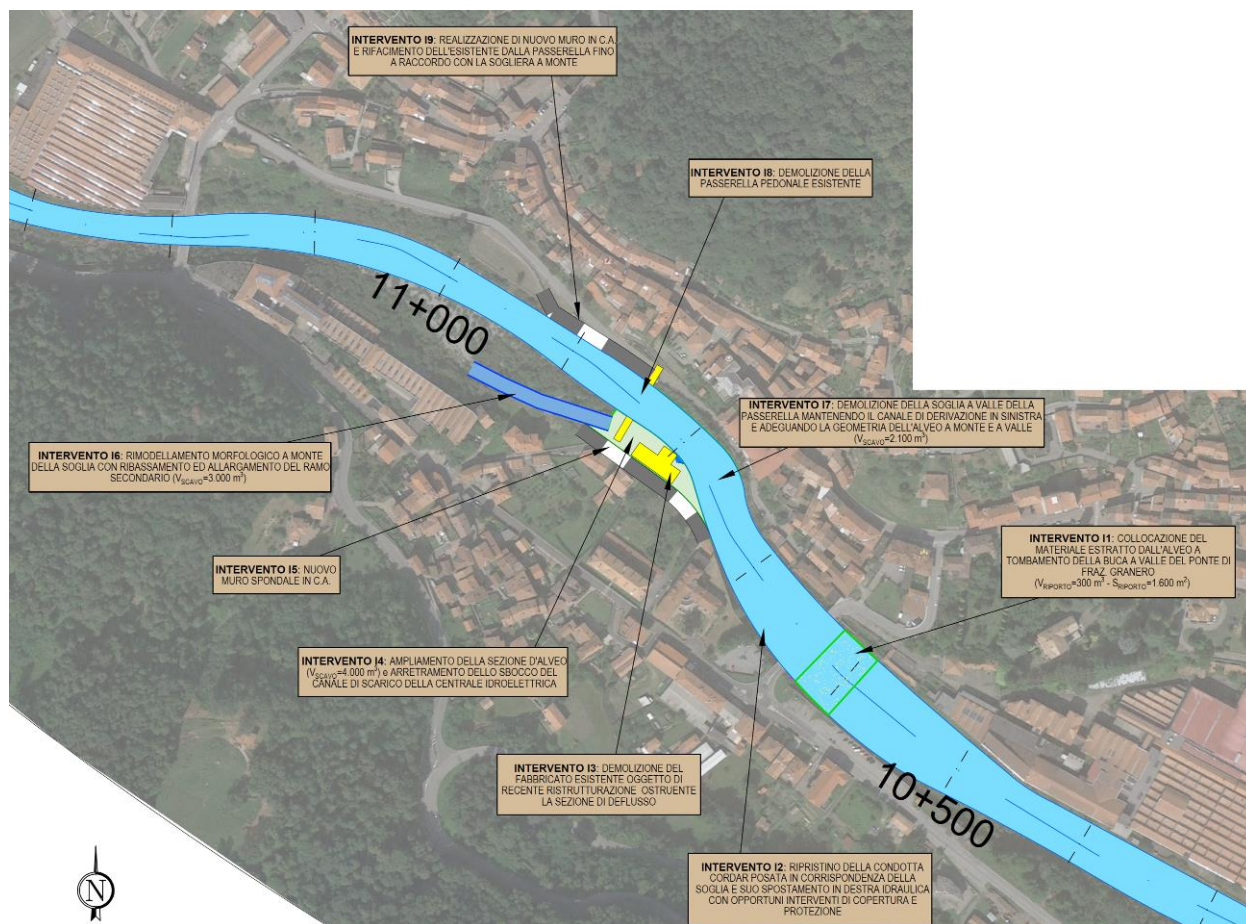 INTERVENTO I9: REALIZZAZIONE DI NUOVO MURO IN C.A.
E RIFACIMENTO DELL'ESISTENTE DALLA PASSERELLA FINO
A RACCORDO CON LA SOGLIERA A MONTE
INTERVENTO I8: DEMOLIZIONE DELLA
PASSERELLA PEDONALE ESISTENTE
11+000
INTERVENTO I7: DEMOLIZIONE DELLA SOGLIA A VALLE DELLA
PASSERELLA MANTENENDO IL CANALE DI DERIVAZIONE IN SINISTRA
E ADEGUANDO LA GEOMETRIA DELL'ALVEO A MONTE E A VALLE
(VSCAVO=2.100 m³)
INTERVENTO I6: RIMODELLAMENTO MORFOLOGICO A MONTE
DELLA SOGLIA CON RIBASSAMENTO ED ALLARGAMENTO DEL RAMO
SECONDARIO (VSCAVO=3.000 m³)
INTERVENTO I1: COLLOCAZIONE DEL
MATERIALE ESTRATTO DALL'ALVEO A
TOMBAMENTO DELLA BUCA A VALLE DEL PONTE DI
FRAZ. GRANERO
(VRIPORTO=300 m³ - SRIPORTO=1.600 m²)
INTERVENTO I5: NUOVO
MURO SPONDALE IN C.A.
INTERVENTO I4: AMPLIAMENTO DELLA SEZIONE D'ALVEO
(VSCAVO=4.000 m³) e ARRETRAMENTO DELLO SBOCCO DEL
CANALE DI SCARICO DELLA CENTRALE IDROELETTRICA
INTERVENTO I3: DEMOLIZIONE DEL
FABBRICATO ESISTENTE OGGETTO DI
RECENTE RISTRUTTURAZIONE OSTRUENTE
LA SEZIONE DI DEFLUSSO
10+500
INTERVENTO I2: RIPRISTINO DELLA CONDOTTA
CORDAR POSATA IN CORRISPONDENZA DELLA
SOGLIA E SUO SPOSTAMENTO IN DESTRA IDRAULICA
CON OPPORTUNI INTERVENTI DI COPERTURA E
PROTEZIONE
N